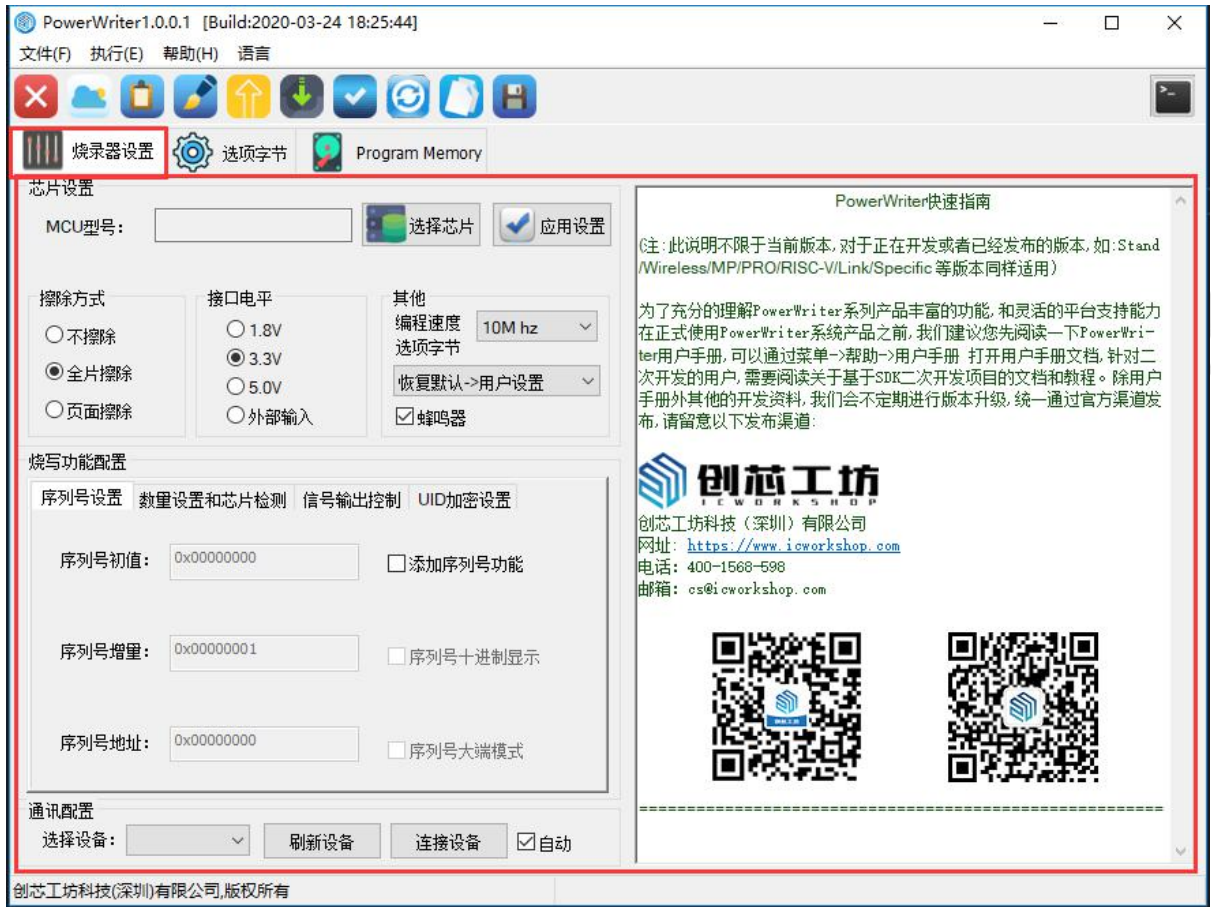 PowerWriter1.0.0.1 [Build:2020-03-24 18:25:44]
文件(F) 执行(E) 帮助(H) 语言
烧录器设置 选项字节 Program Memory
芯片设置
MCU型号: 选择芯片 应用设置
擦除方式
不擦除
全片擦除
页面擦除
接口电平
1.8V
3.3V
5.0V
外部输入
其他
编程速度 10M hz
选项字节
恢复默认->用户设置
蜂鸣器
烧写功能配置
序列号设置 数量设置和芯片检测 信号输出控制 UID加密设置
序列号初值: 0x00000000 添加序列号功能
序列号增量: 0x00000001 序列号十进制显示
序列号地址: 0x00000000 序列号大端模式
通讯配置
选择设备: 刷新设备 连接设备 自动
PowerWriter快速指南
(注:此说明不限于当前版本,对于正在开发或者已经发布的版本,如:Stand
/Wireless/MP/PRO/RISC-V/Link/Specific 等版本同样适用)
为了充分的理解PowerWriter系列产品丰富的功能,和灵活的平台支持能力
在正式使用PowerWriter系统产品之前,我们建议您先阅读一下PowerWri-
ter用户手册,可以通过菜单->帮助->用户手册 打开用户手册文档,针对二
次开发的用户,需要阅读关于基于SDK二次开发项目的文档和教程。除用户
手册外其他的开发资料,我们会不定期进行版本升级,统一通过官方渠道发
布,请留意以下发布渠道:
创芯工坊
ICWORKSHOP
创芯工坊科技（深圳）有限公司
网址: https://www.icworkshop.com
电话: 400-1568-598
邮箱: cs@icworkshop.com
========================================================
创芯工坊科技(深圳)有限公司,版权所有